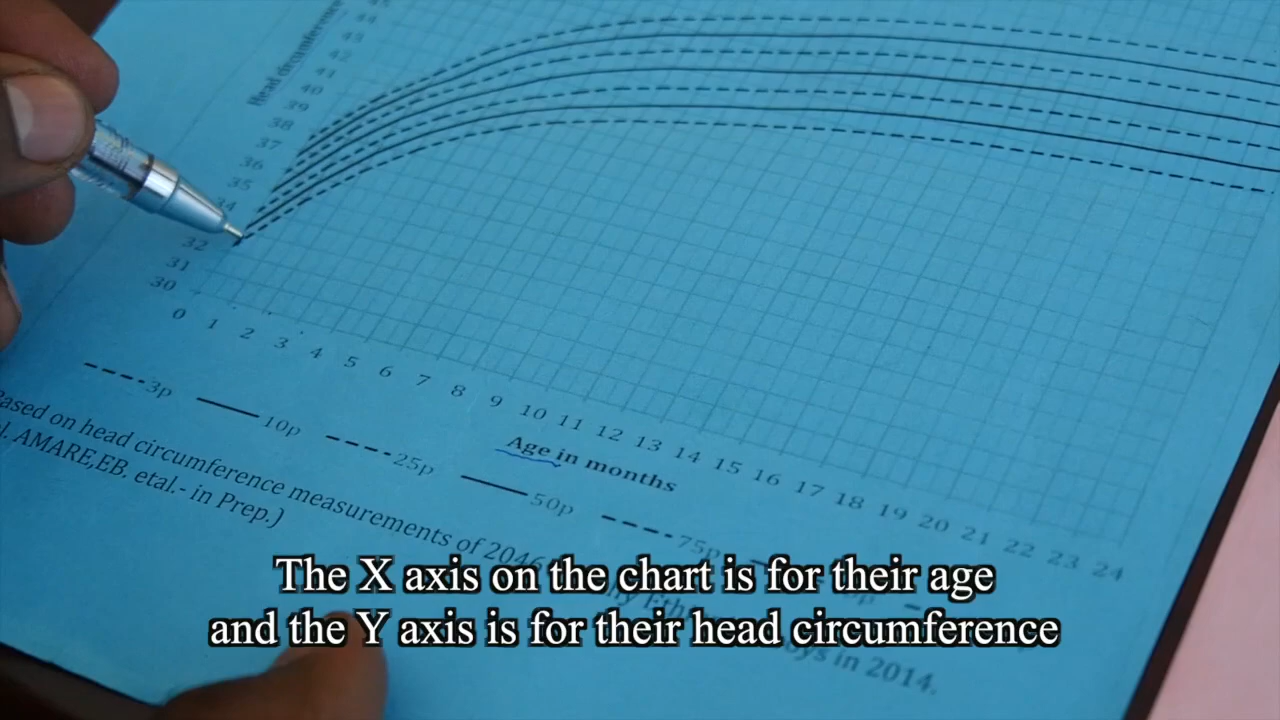 44
43
42
Head circumference
41
40
39
38
37
36
35
34
32
31
30
0 1 2 3 4 5 6 7 8 9 10 11 12 13 14 15 16 17 18 19 20 21 22 23 24
Age in months
3p 10p 25p 50p 75p
Based on head circumference measurements of 2046
AMARE,EB, etal.- in Prep.)
in 2014.
The X axis on the chart is for their age
and the Y axis is for their head circumference